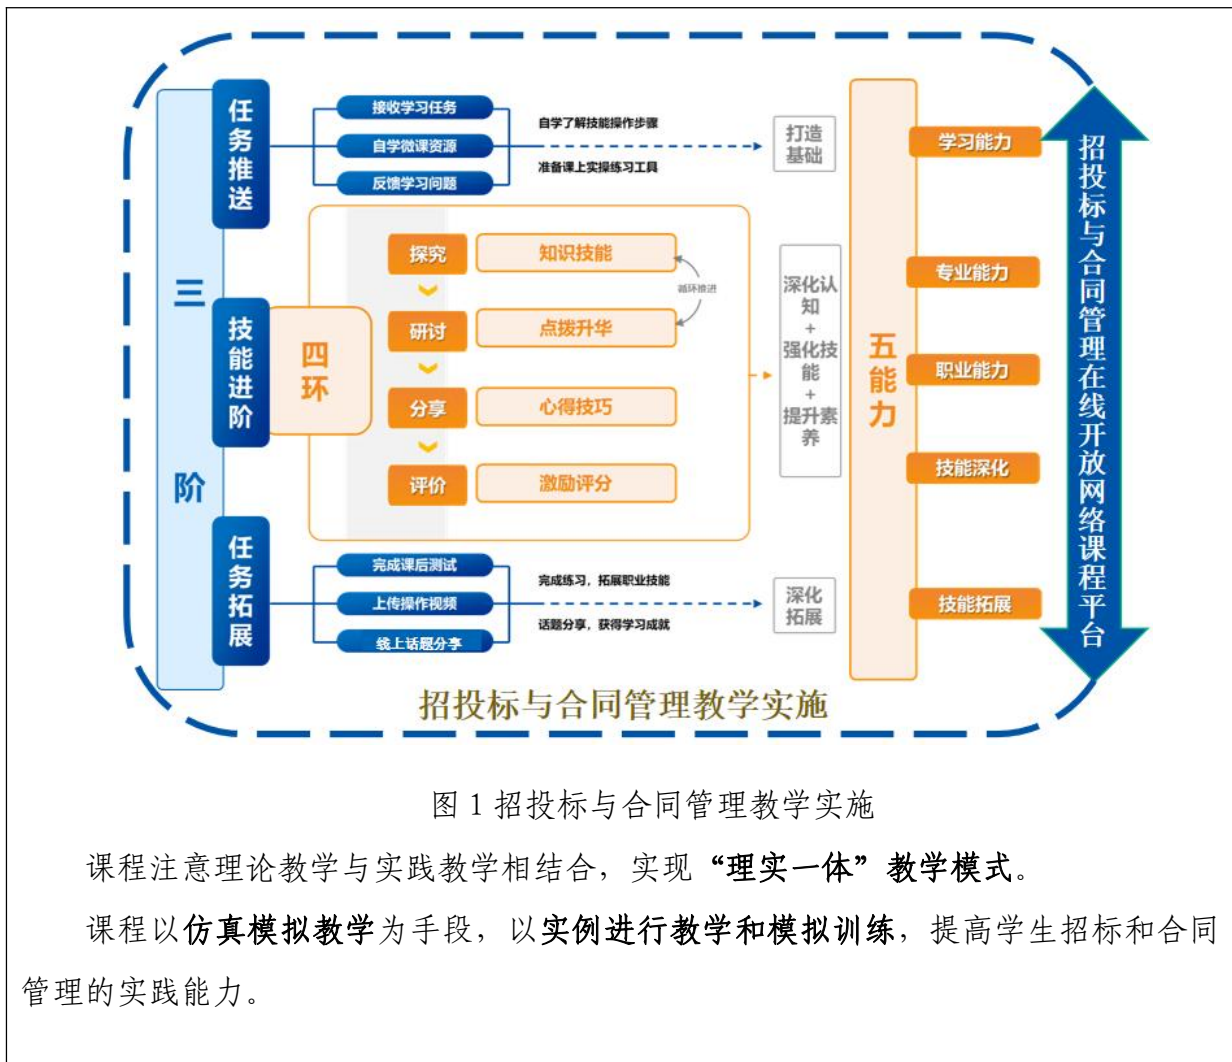 三阶
任务推送
接收学习任务
自学微课资源
反馈学习问题
自学了解技能操作步骤
准备课上实操练习工具
打造
基础
技能进阶
四环
探究
知识技能
循环推进
研讨
点拨升华
分享
心得技巧
评价
激励评分
深化认
知
+
强化技
能
+
提升素
养
任务拓展
完成课后测试
上传操作视频
线上话题分享
完成练习，拓展职业技能
话题分享，获得学习成就
深化
拓展
五能力
学习能力
专业能力
职业能力
技能深化
技能拓展
招投标与合同管理在线开放网络课程平台
招投标与合同管理教学实施
图 1 招投标与合同管理教学实施
课程注意理论教学与实践教学相结合，实现“理实一体”教学模式。
课程以仿真模拟教学为手段，以实例进行教学和模拟训练，提高学生招标和合同
管理的实践能力。